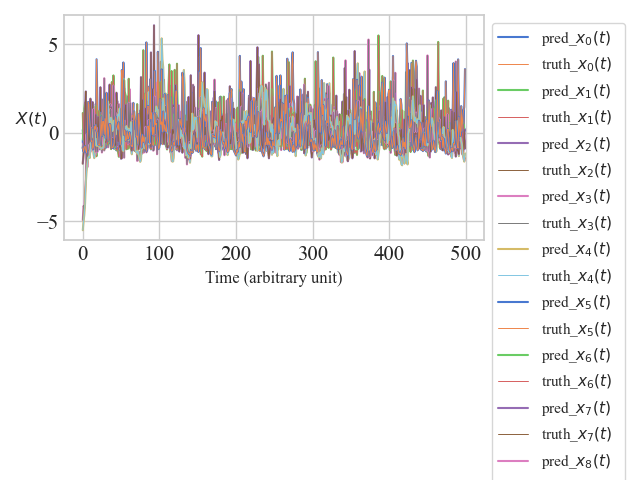 5
0
−5
X(t)
0 100 200 300 400 500
Time (arbitrary unit)
pred_x₀(t)
truth_x₀(t)
pred_x₁(t)
truth_x₁(t)
pred_x₂(t)
truth_x₂(t)
pred_x₃(t)
truth_x₃(t)
pred_x₄(t)
truth_x₄(t)
pred_x₅(t)
truth_x₅(t)
pred_x₆(t)
truth_x₆(t)
pred_x₇(t)
truth_x₇(t)
pred_x₈(t)